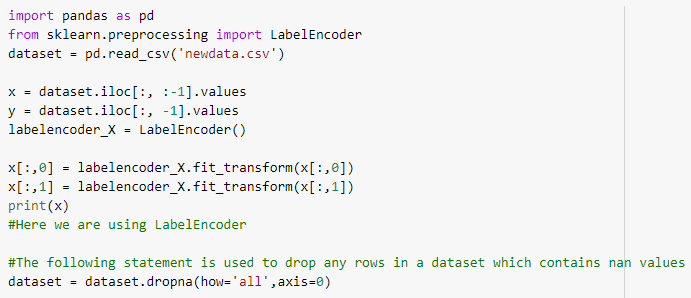 import pandas as pd
from sklearn.preprocessing import LabelEncoder
dataset = pd.read_csv('newdata.csv')
x = dataset.iloc[:, :-1].values
y = dataset.iloc[:, -1].values
labelencoder_X = LabelEncoder()
x[:,0] = labelencoder_X.fit_transform(x[:,0])
x[:,1] = labelencoder_X.fit_transform(x[:,1])
print(x)
#Here we are using LabelEncoder
#The following statement is used to drop any rows in a dataset which contains nan values
dataset = dataset.dropna(how='all',axis=0)